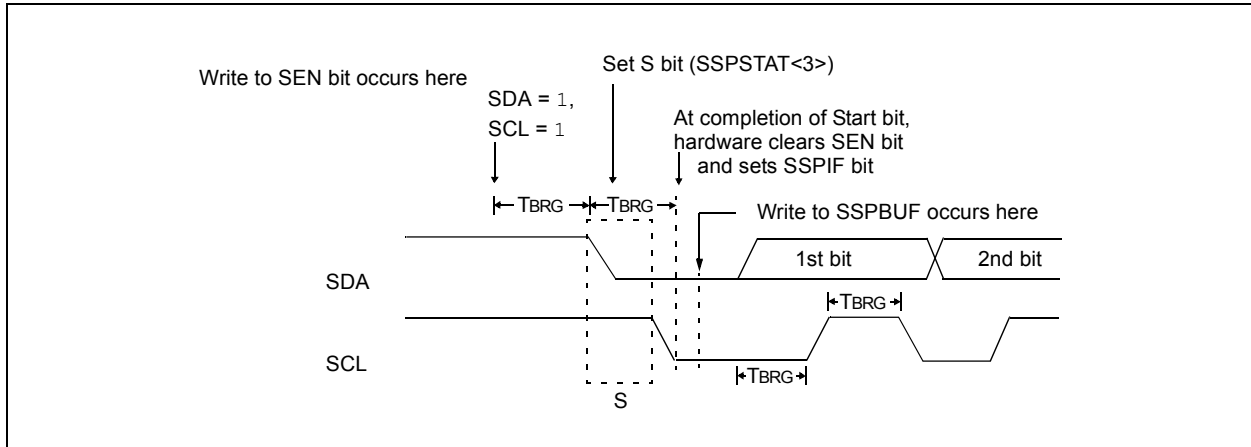 Write to SEN bit occurs here
Set S bit (SSPSTAT<3>)
SDA = 1,
SCL = 1
At completion of Start bit,
hardware clears SEN bit
and sets SSPIF bit
TBRG
TBRG
Write to SSPBUF occurs here
SDA
1st bit
2nd bit
TBRG
SCL
TBRG
S